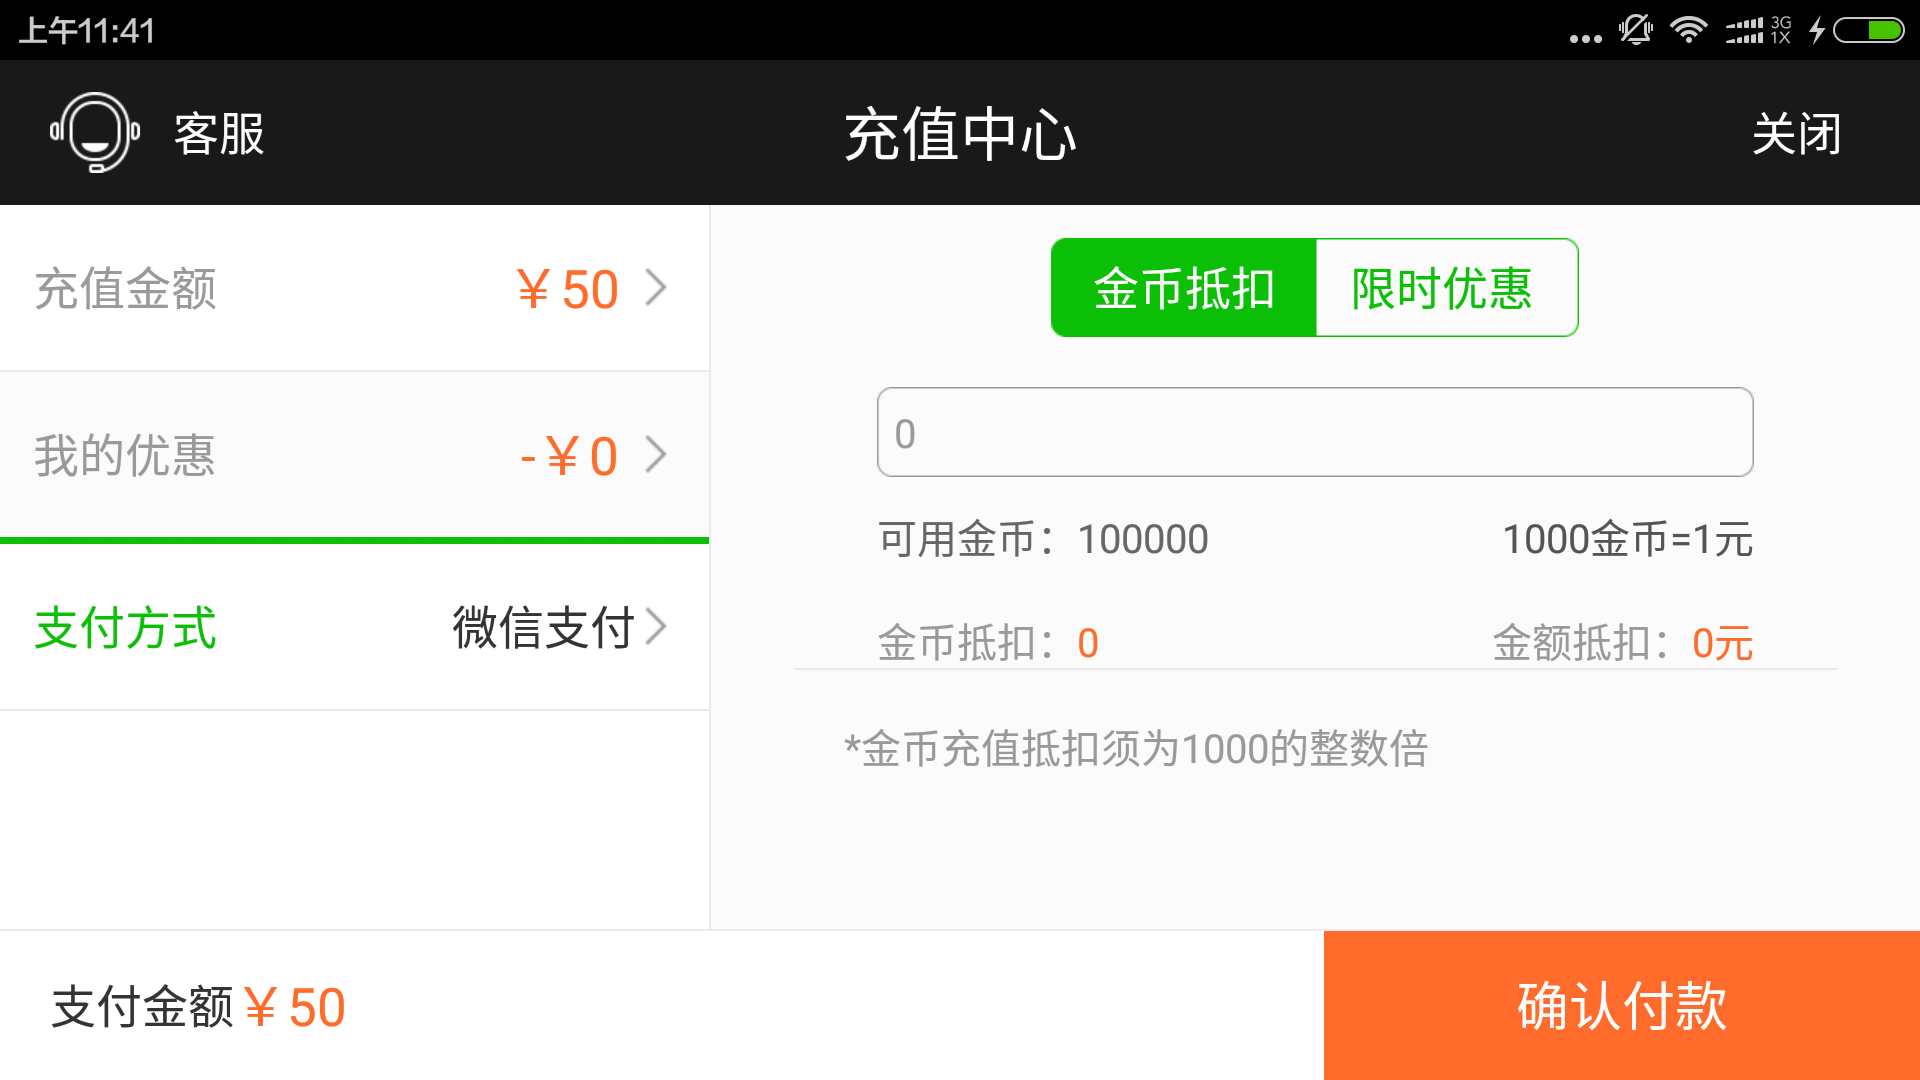 上午11:41
3G
1X
客服
充值中心
关闭
充值金额
￥50
我的优惠
-￥0
支付方式
微信支付
金币抵扣
限时优惠
0
可用金币：100000
1000金币=1元
金币抵扣：0
金额抵扣：0元
*金币充值抵扣须为1000的整数倍
支付金额￥50
确认付款